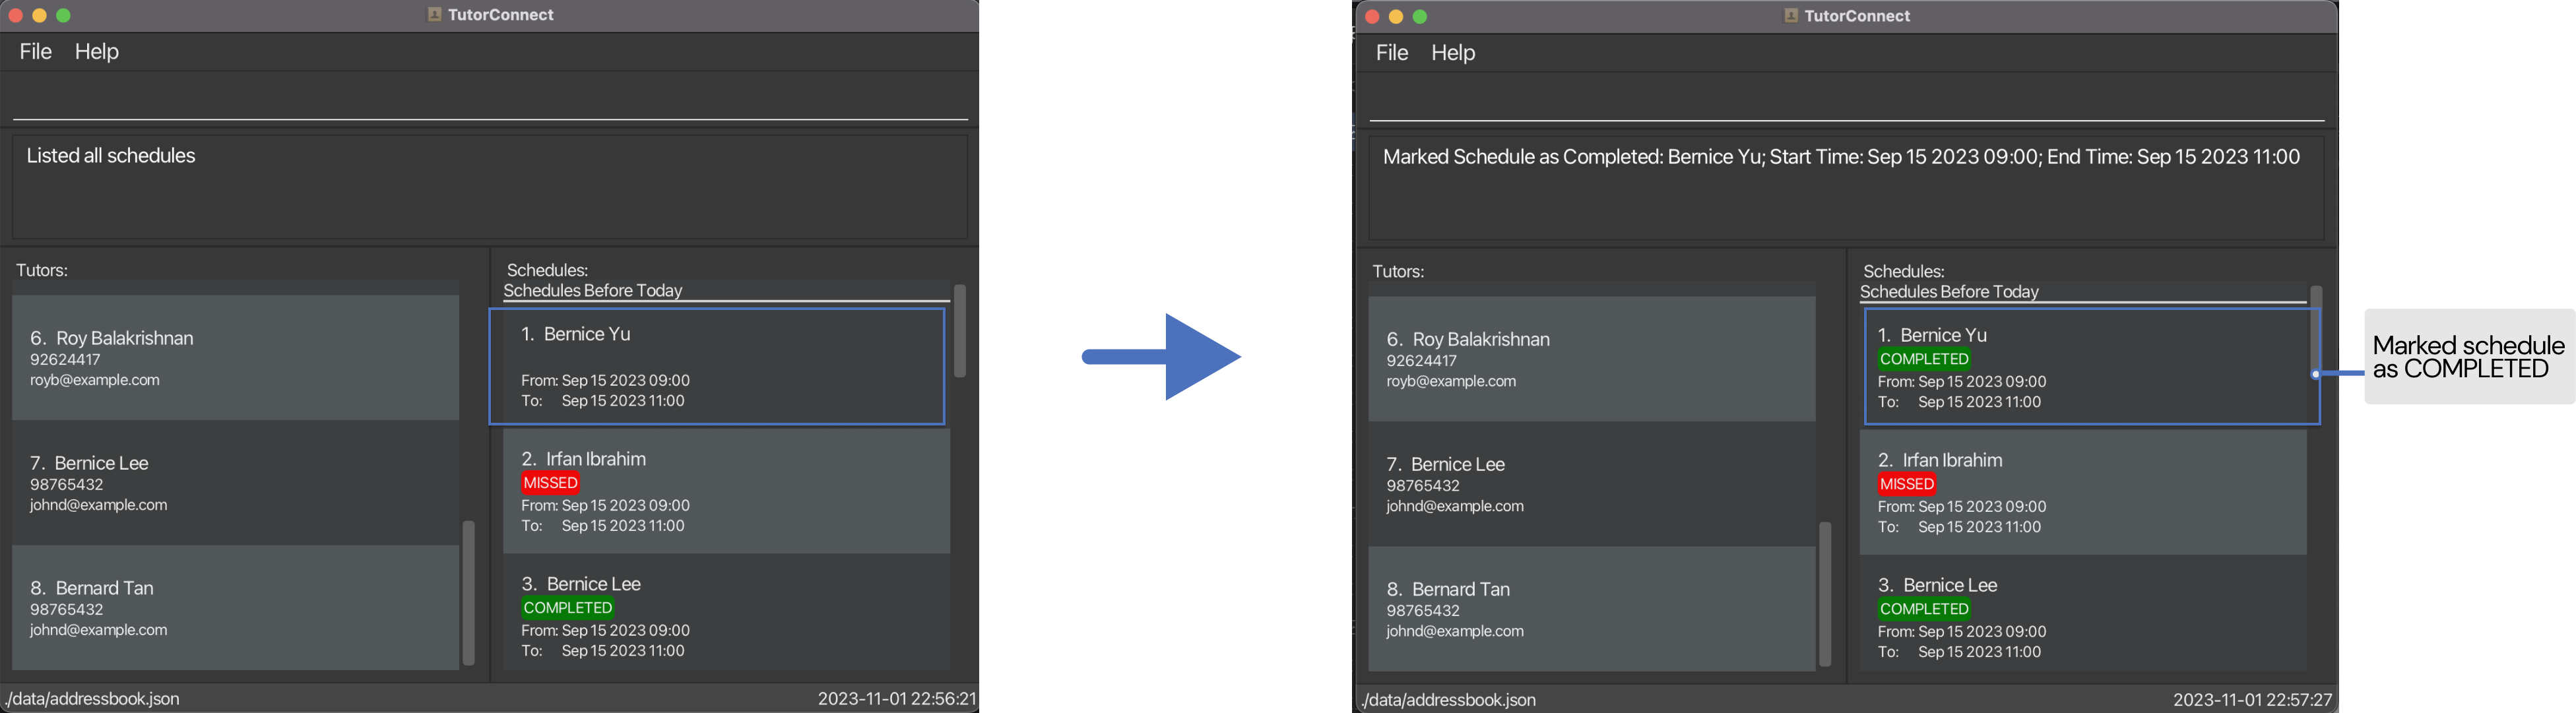 TutorConnect
File Help
Listed all schedules
Tutors:
6. Roy Balakrishnan
92624417
royb@example.com
7. Bernice Lee
98765432
johnd@example.com
8. Bernard Tan
98765432
johnd@example.com
Schedules:
Schedules Before Today
1. Bernice Yu
From: Sep 15 2023 09:00
To: Sep 15 2023 11:00
2. Irfan Ibrahim
MISSED
From: Sep 15 2023 09:00
To: Sep 15 2023 11:00
3. Bernice Lee
COMPLETED
From: Sep 15 2023 09:00
To: Sep 15 2023 11:00
./data/addressbook.json
2023-11-01 22:56:21
TutorConnect
File Help
Marked Schedule as Completed: Bernice Yu; Start Time: Sep 15 2023 09:00; End Time: Sep 15 2023 11:00
Tutors:
6. Roy Balakrishnan
92624417
royb@example.com
7. Bernice Lee
98765432
johnd@example.com
8. Bernard Tan
98765432
johnd@example.com
Schedules:
Schedules Before Today
1. Bernice Yu
COMPLETED
From: Sep 15 2023 09:00
To: Sep 15 2023 11:00
2. Irfan Ibrahim
MISSED
From: Sep 15 2023 09:00
To: Sep 15 2023 11:00
3. Bernice Lee
COMPLETED
From: Sep 15 2023 09:00
To: Sep 15 2023 11:00
./data/addressbook.json
2023-11-01 22:57:27
Marked schedule
as COMPLETED